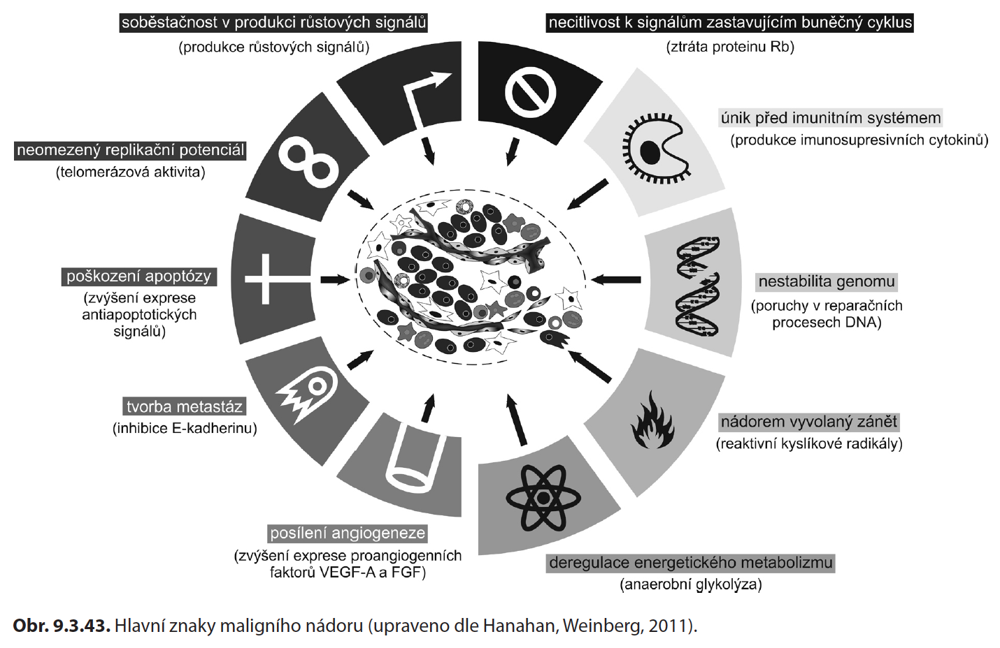 soběstačnost v produkci růstových signálů
(produkce růstových signálů)
necitlivost k signálům zastavujícím buněčný cyklus
(ztráta proteinu Rb)
únik před imunitním systémem
(produkce imunosupresivních cytokinů)
neomezený replikační potenciál
(telomerázová aktivita)
poškození apoptózy
(zvýšení exprese
antiapoptotických
signálů)
nestabilita genomu
(poruchy v reparačních
procesech DNA)
tvorba metastáz
(inhibice E-kadherinu)
nádorem vyvolaný zánět
(reaktivní kyslíkové radikály)
posílení angiogeneze
(zvýšení exprese proangiogenních
faktorů VEGF-A a FGF)
deregulace energetického metabolizmu
(anaerobní glykolýza)
Obr. 9.3.43. Hlavní znaky maligního nádoru (upraveno dle Hanahan, Weinberg, 2011).